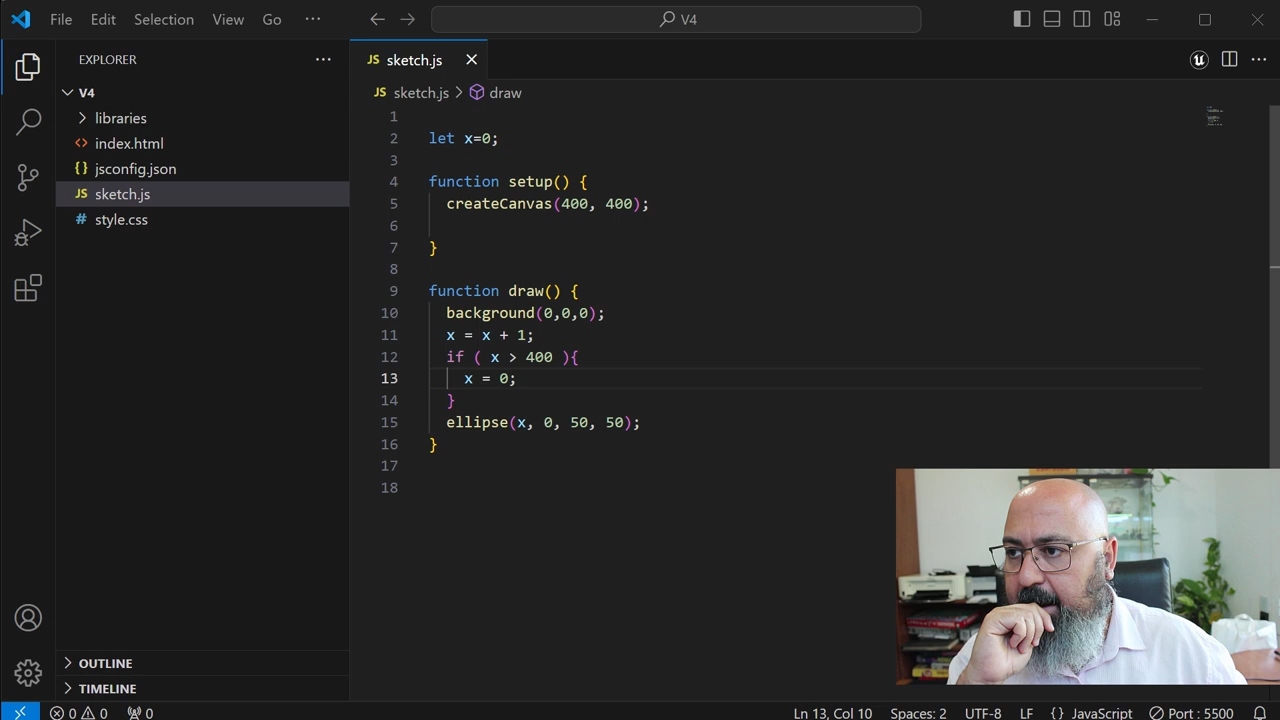 File Edit Selection View Go ··· V4
EXPLORER ···
V4
libraries
index.html
jsconfig.json
sketch.js
style.css
OUTLINE
TIMELINE
JS sketch.js
JS sketch.js > draw
1
2 let x=0;
3
4 function setup() {
5 createCanvas(400, 400);
6
7 }
8
9 function draw() {
10 background(0,0,0);
11 x = x + 1;
12 if ( x > 400 ){
13 x = 0;
14 }
15 ellipse(x, 0, 50, 50);
16 }
17
18
0 0 0 Ln 13, Col 10 Spaces: 2 UTF-8 LF {} JavaScript Port : 5500